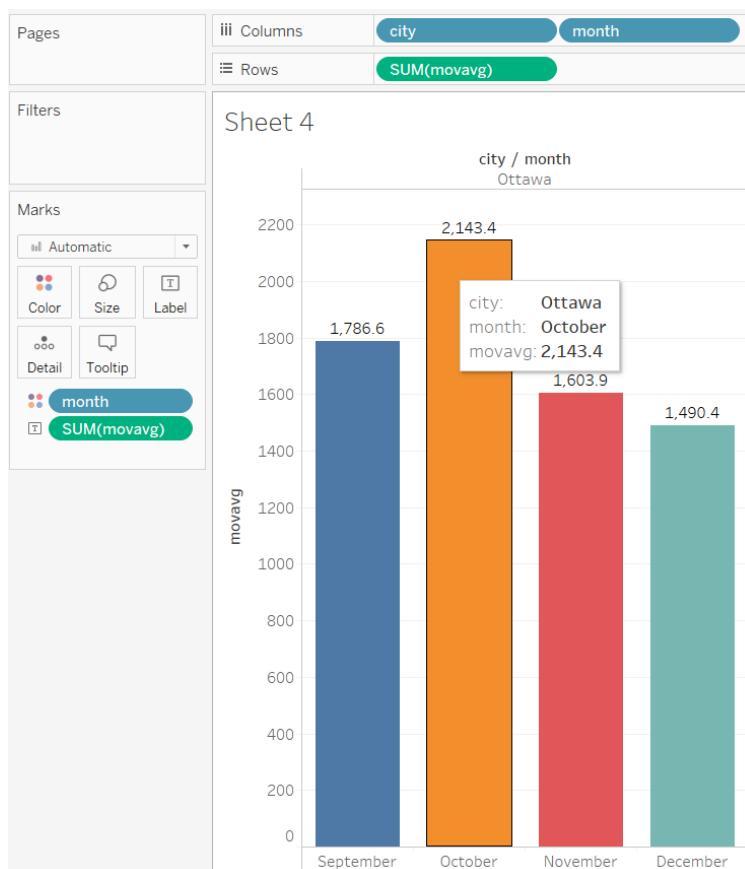 Pages
Columns
city
month
Rows
SUM(movavg)
Filters
Marks
Automatic
Color
Size
Label
Detail
Tooltip
month
SUM(movavg)
Sheet 4
city / month
Ottawa
movavg
2200
2000
1800
1600
1400
1200
1000
800
600
400
200
0
1,786.6
2,143.4
1,603.9
1,490.4
city: Ottawa
month: October
movavg: 2,143.4
September
October
November
December